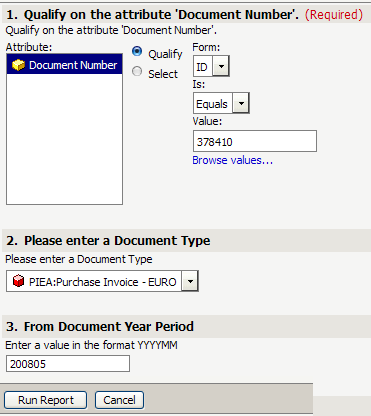 1. Qualify on the attribute 'Document Number'. (Required)
Qualify on the attribute 'Document Number'.
Attribute:
Document Number
Qualify
Select
Form:
ID
Is:
Equals
Value:
378410
Browse values...
2. Please enter a Document Type
Please enter a Document Type
PIEA:Purchase Invoice - EURO
3. From Document Year Period
Enter a value in the format YYYYMM
200805
Run Report
Cancel